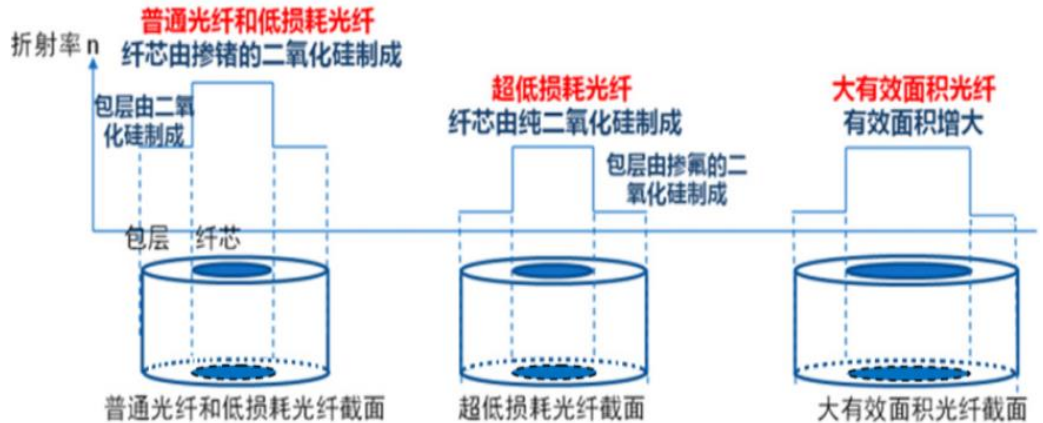 折射率 n
普通光纤和低损耗光纤
纤芯由掺锗的二氧化硅制成
包层由二氧
化硅制成
超低损耗光纤
纤芯由纯二氧化硅制成
包层由掺氟的二
氧化硅制成
大有效面积光纤
有效面积增大
包层 纤芯
普通光纤和低损耗光纤截面
超低损耗光纤截面
大有效面积光纤截面